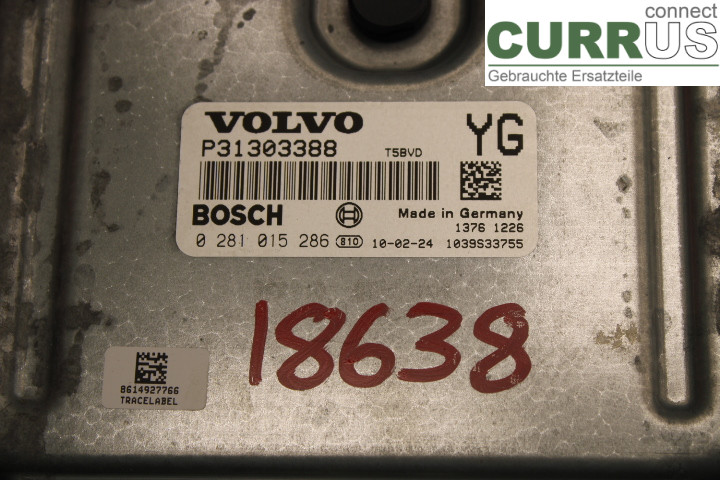 connect
CURRUS
Gebrauchte Ersatzteile
VOLVO YG
P31303388 T5BVD
BOSCH Made in Germany
1376 1226
0 281 015 286 810 10-02-24 1039S33755
18638
8614927766
TRACELABEL